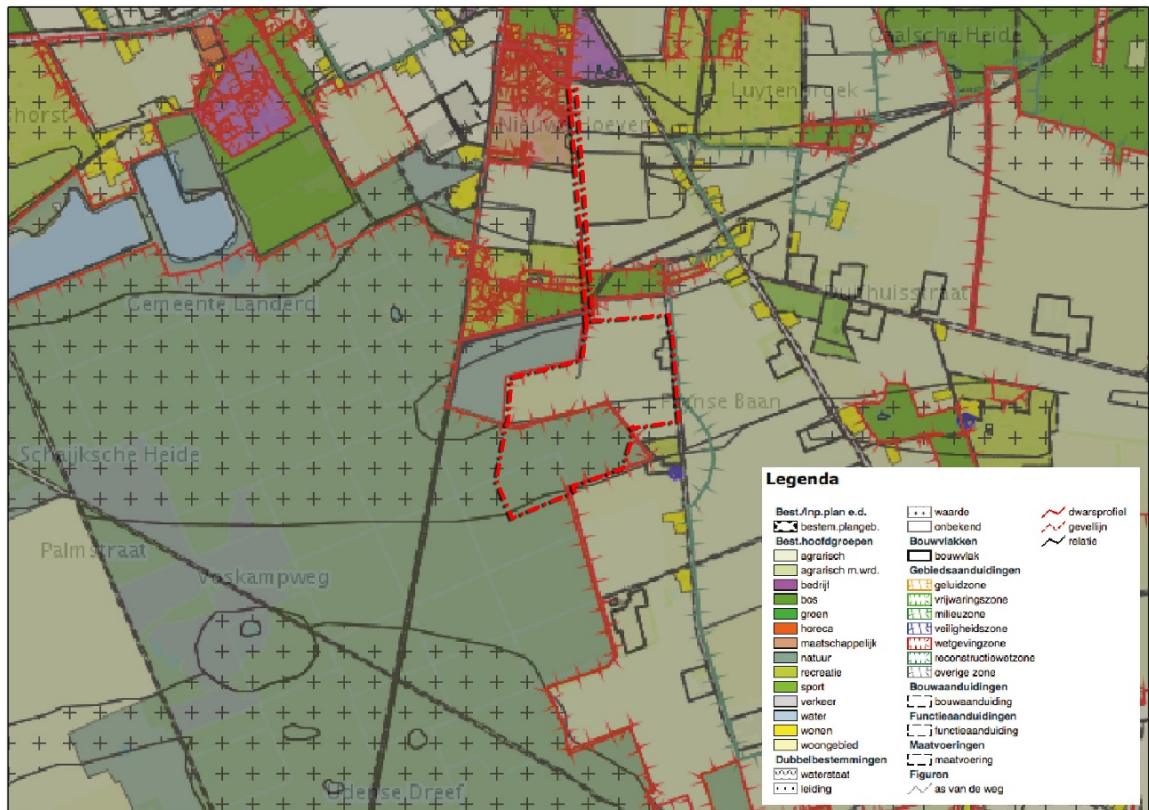 Gaalsche Heide
Luytenbroek
shorst
Nieuwe Hoeven
Gemeente Landerd
Duifhuisstraat
Palmstraat
Schaijksche Heide
Voskampweg
Udense Dreef
Legenda
Best./Inp.plan e.d.
bestem.plangeb.
Best.hoofdgroepen
agrarisch
agrarisch m.wrd.
bedrijf
bos
groen
horeca
maatschappelijk
natuur
recreatie
sport
verkeer
water
wonen
woongebied
Dubbelbestemmingen
waterstaat
leiding
waarde
onbekend
Bouwvlakken
bouwvlak
Gebiedsaanduidingen
geluidzone
vrijwaringszone
milieuzone
veiligheidszone
wetgevingzone
reconstructiewetzone
overige zone
Bouwaanduidingen
bouwaanduiding
Functieaanduidingen
functieaanduiding
Maatvoeringen
maatvoering
Figuren
as van de weg
dwarsprofiel
gevellijn
relatie